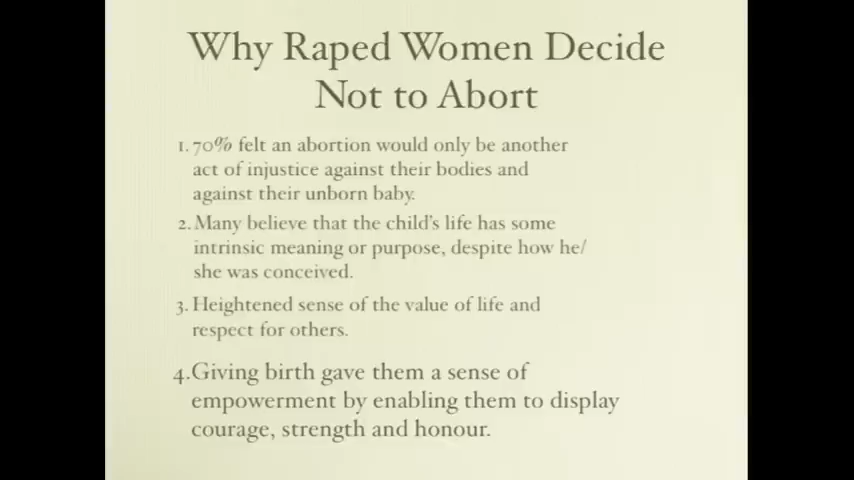 Why Raped Women Decide
Not to Abort
1. 70% felt an abortion would only be another
act of injustice against their bodies and
against their unborn baby.
2. Many believe that the child's life has some
intrinsic meaning or purpose, despite how he/
she was conceived.
3. Heightened sense of the value of life and
respect for others.
4.Giving birth gave them a sense of
empowerment by enabling them to display
courage, strength and honour.